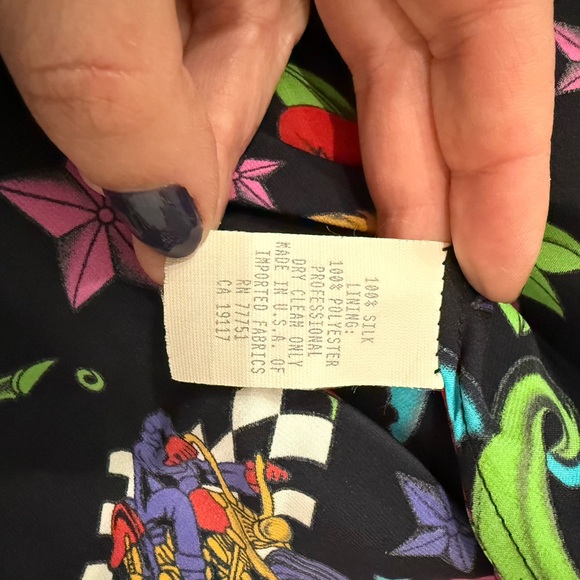 100% SILK
LINING:
100% POLYESTER
PROFESSIONAL
DRY CLEAN ONLY
MADE IN U.S.A. OF
IMPORTED FABRICS
RN 77751
CA 19117